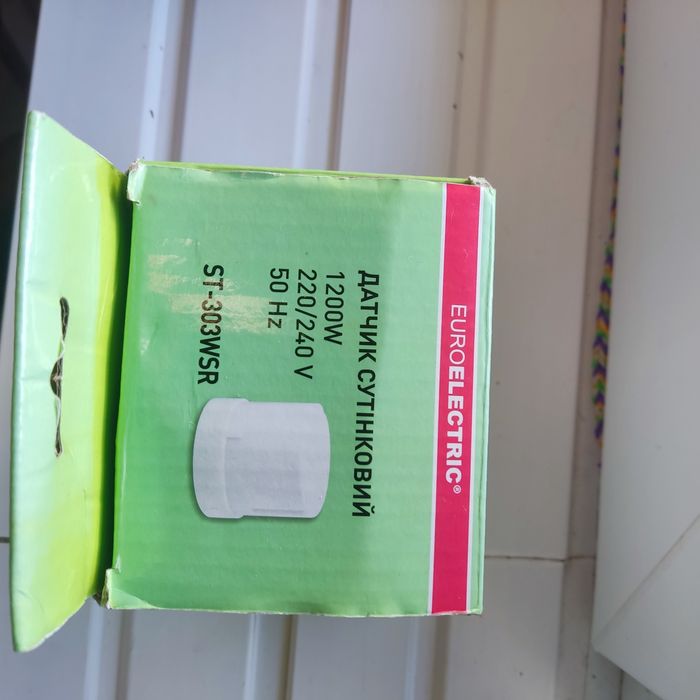 EUROELECTRIC®
ДАТЧИК СУТІНКОВИЙ
1200W
220/240 V
50 Hz
ST-303WSR